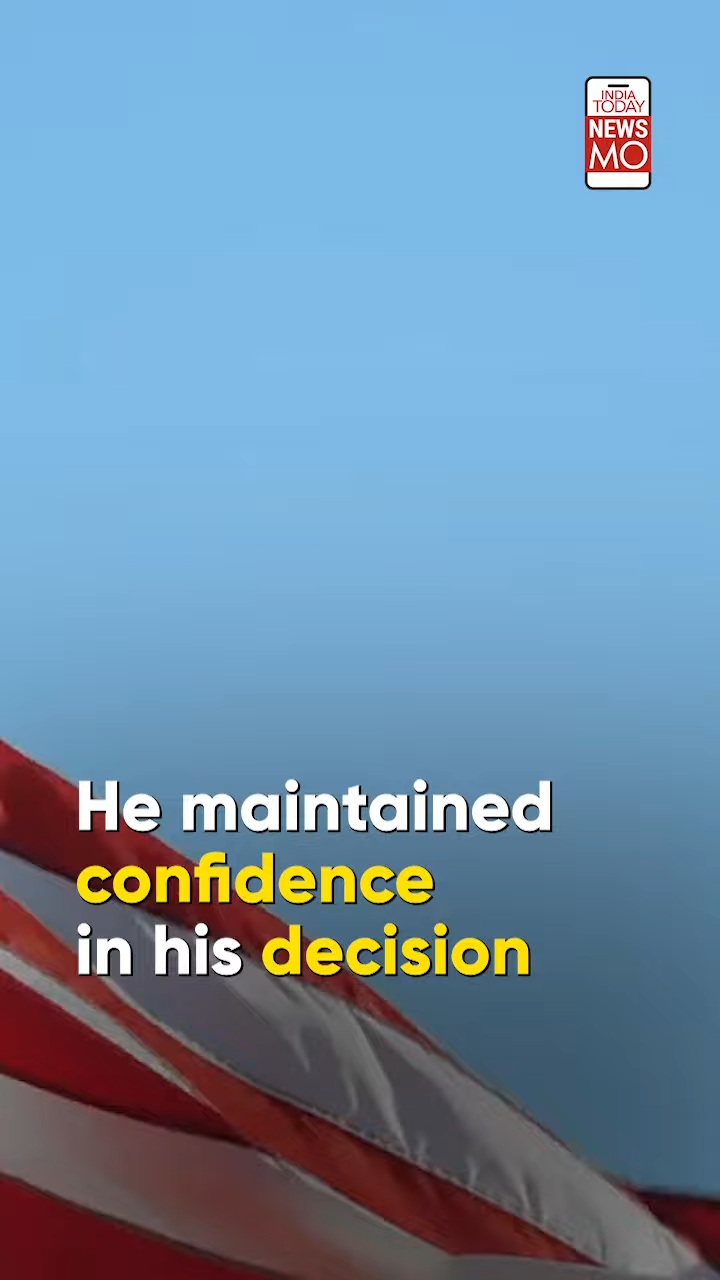 INDIA
TODAY
NEWS
MO
He maintained
confidence
in his decision